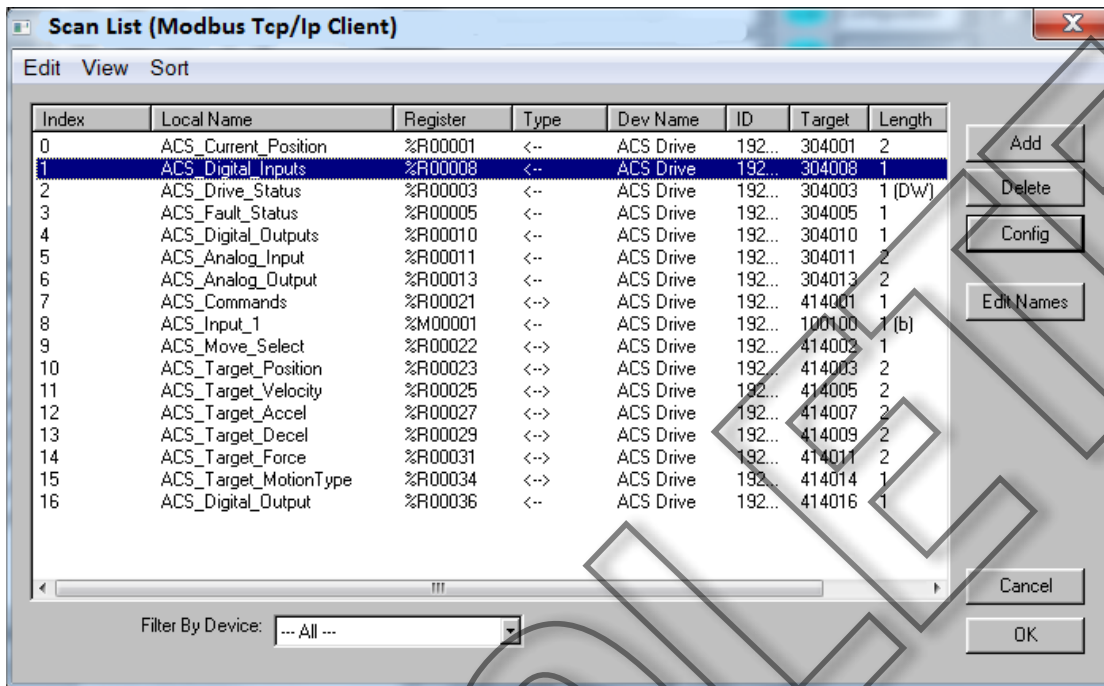 Scan List (Modbus Tcp/Ip Client)
Edit View Sort
Index Local Name Register Type Dev Name ID Target Length
0 ACS_Current_Position %R00001 <-- ACS Drive 192... 304001 2
1 ACS_Digital_Inputs %R00008 <-- ACS Drive 192... 304008 1
2 ACS_Drive_Status %R00003 <-- ACS Drive 192... 304003 1 (DW)
3 ACS_Fault_Status %R00005 <-- ACS Drive 192... 304005 1
4 ACS_Digital_Outputs %R00010 <-- ACS Drive 192... 304010 1
5 ACS_Analog_Input %R00011 <-- ACS Drive 192... 304011 2
6 ACS_Analog_Output %R00013 <-- ACS Drive 192... 304013 2
7 ACS_Commands %R00021 <--> ACS Drive 192... 414001 1
8 ACS_Input_1 %M00001 <-- ACS Drive 192... 100100 1 (b)
9 ACS_Move_Select %R00022 <--> ACS Drive 192... 414002 1
10 ACS_Target_Position %R00023 <--> ACS Drive 192... 414003 2
11 ACS_Target_Velocity %R00025 <--> ACS Drive 192... 414005 2
12 ACS_Target_Accel %R00027 <--> ACS Drive 192... 414007 2
13 ACS_Target_Decel %R00029 <--> ACS Drive 192... 414009 2
14 ACS_Target_Force %R00031 <--> ACS Drive 192... 414011 2
15 ACS_Target_MotionType %R00034 <--> ACS Drive 192... 414014 1
16 ACS_Digital_Output %R00036 <-- ACS Drive 192... 414016 1
Add
Delete
Config
Edit Names
Cancel
OK
Filter By Device: --- All ---